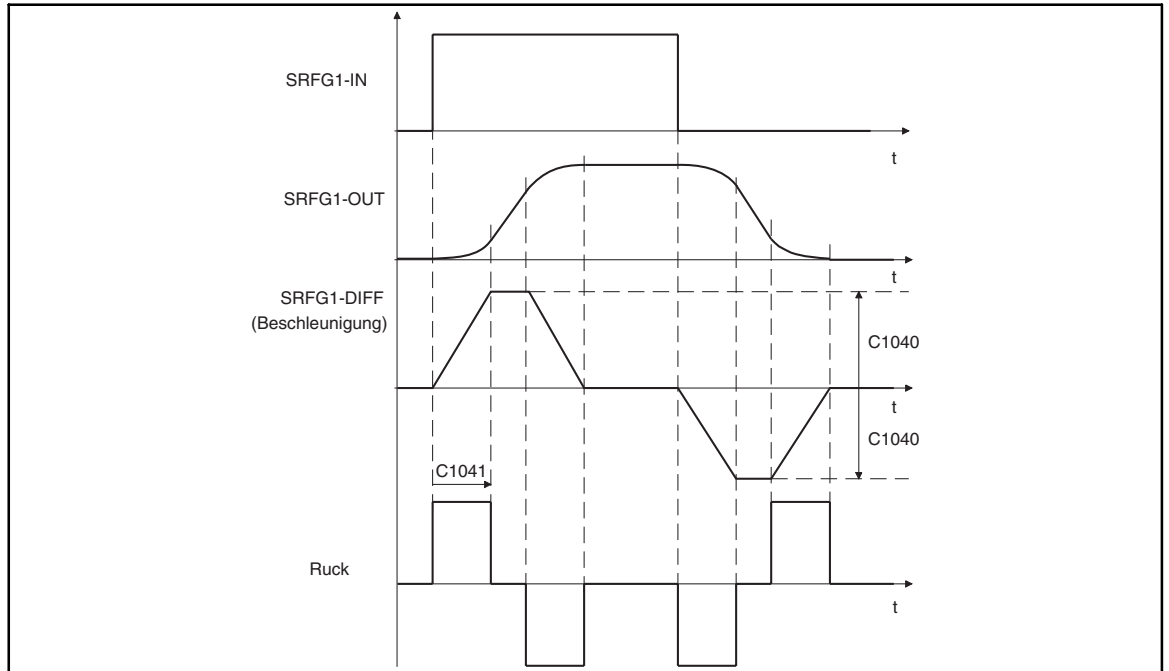 SRFG1-IN
t
SRFG1-OUT
t
SRFG1-DIFF
(Beschleunigung)
C1040
t
C1040
C1041
Ruck
t